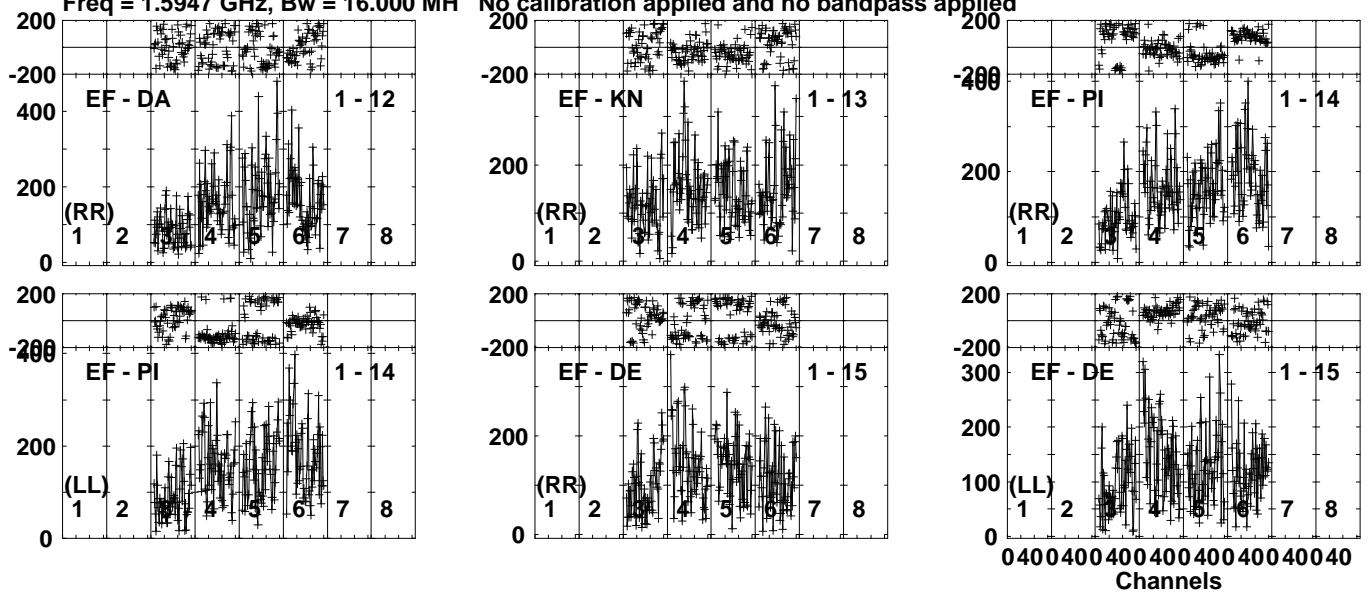 Freq = 1.5947 GHz, Bw = 16.000 MH No calibration applied and no bandpass applied
200
-200
EF - DA 1 - 12
400
200
(RR)
1 2 3 4 5 6 7 8
0
200
-200
EF - KN 1 - 13
200
(RR)
1 2 3 4 5 6 7 8
0
200
-200
400
EF - PI 1 - 14
200
(RR)
1 2 3 4 5 6 7 8
0
200
-200
400
EF - PI 1 - 14
200
(LL)
1 2 3 4 5 6 7 8
0
200
-200
EF - DE 1 - 15
200
(RR)
1 2 3 4 5 6 7 8
0
200
-200
EF - DE 1 - 15
300
200
100
(LL)
1 2 3 4 5 6 7 8
0
0 40 0 40 0 40 0 40 0 40 0 40 0 40 0 40
Channels